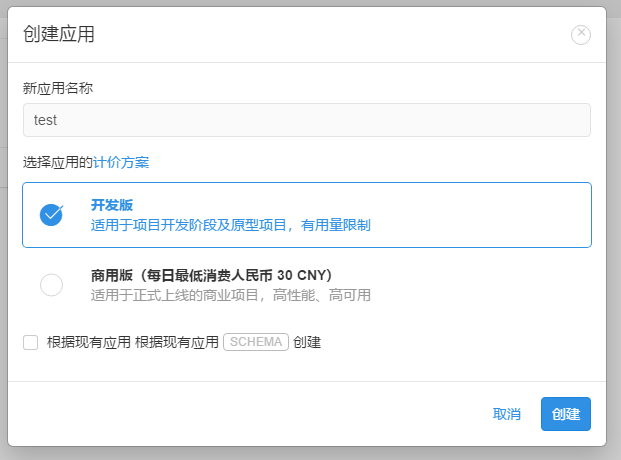 创建应用
新应用名称
test
选择应用的计价方案
开发版
适用于项目开发阶段及原型项目，有用量限制
商用版（每日最低消费人民币 30 CNY）
适用于正式上线的商业项目，高性能、高可用
根据现有应用 根据现有应用 SCHEMA 创建
取消 创建